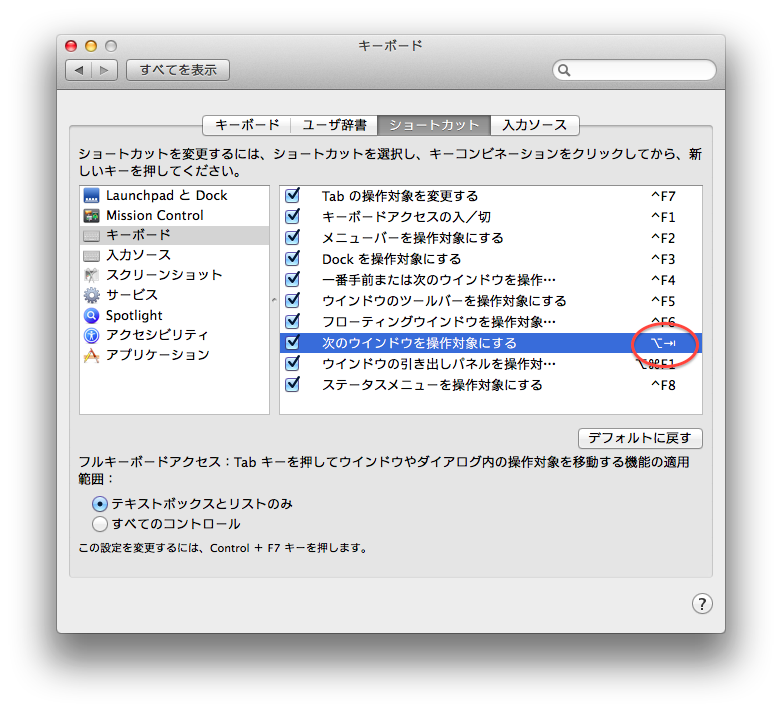 キーボード
すべてを表示
キーボード ユーザ辞書 ショートカット 入力ソース
ショートカットを変更するには、ショートカットを選択し、キーコンビネーションをクリックしてから、新
しいキーを押してください。
Launchpad と Dock
Mission Control
キーボード
入力ソース
スクリーンショット
サービス
Spotlight
アクセシビリティ
アプリケーション
Tab の操作対象を変更する ^F7
キーボードアクセスの入／切 ^F1
メニューバーを操作対象にする ^F2
Dock を操作対象にする ^F3
一番手前または次のウインドウを操作… ^F4
ウインドウのツールバーを操作対象にする ^F5
フローティングウインドウを操作対象… ^F6
次のウインドウを操作対象にする ⌥⇥
ウインドウの引き出しパネルを操作対… ⌥⌘F1
ステータスメニューを操作対象にする ^F8
デフォルトに戻す
フルキーボードアクセス：Tab キーを押してウインドウやダイアログ内の操作対象を移動する機能の適用
範囲：
テキストボックスとリストのみ
すべてのコントロール
この設定を変更するには、Control ＋ F7 キーを押します。
?